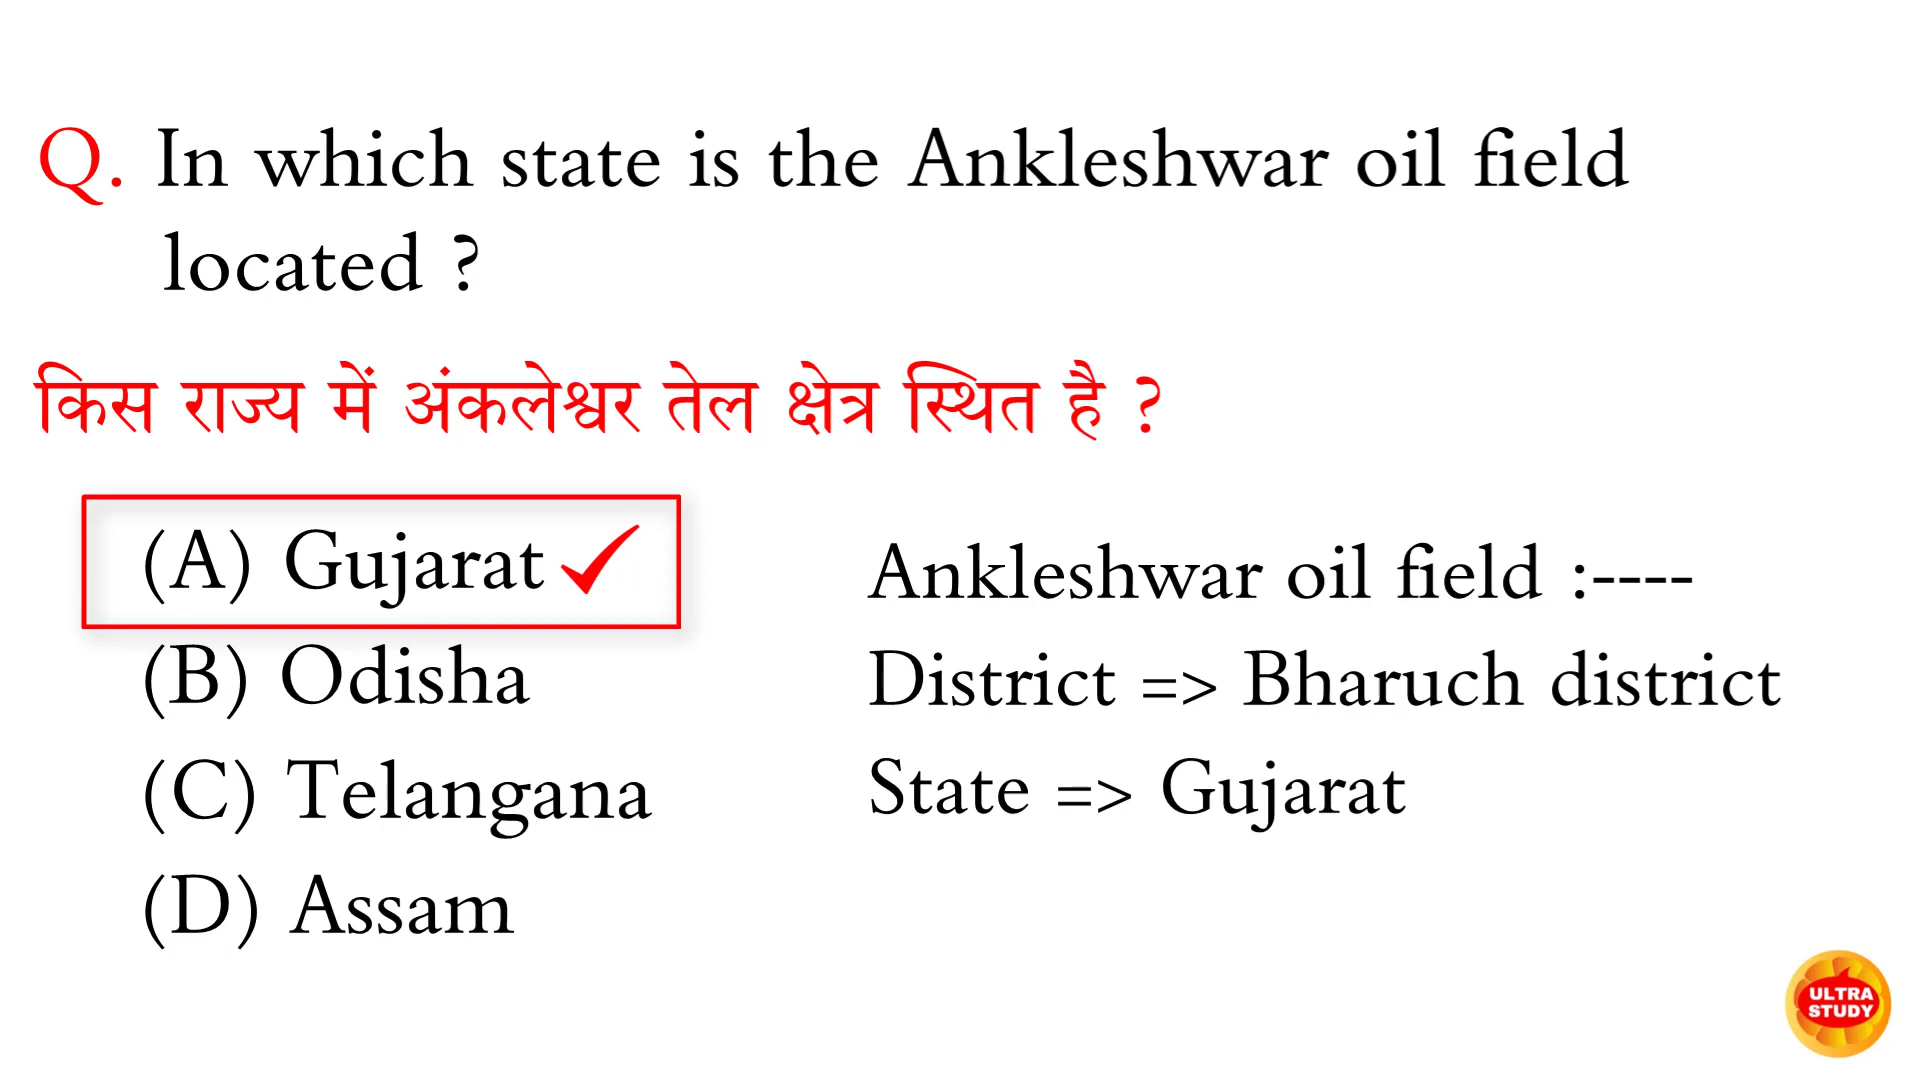 Q. In which state is the Ankleshwar oil field
located ?
किस राज्य में अंकलेश्वर तेल क्षेत्र स्थित है ?
(A) Gujarat
(B) Odisha
(C) Telangana
(D) Assam
Ankleshwar oil field :----
District => Bharuch district
State => Gujarat
ULTRA
STUDY